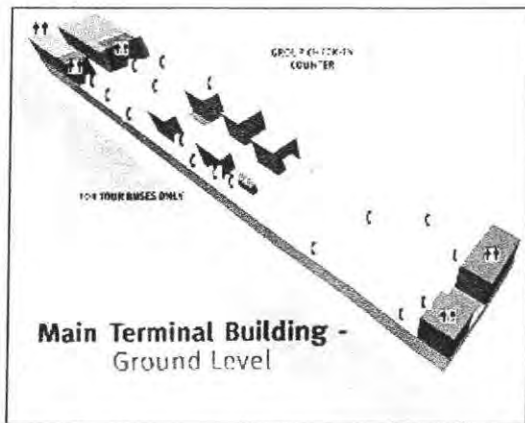 GROUP CHECK-IN
COUNTER
FOR TOUR BUSES ONLY
Main Terminal Building -
Ground Level